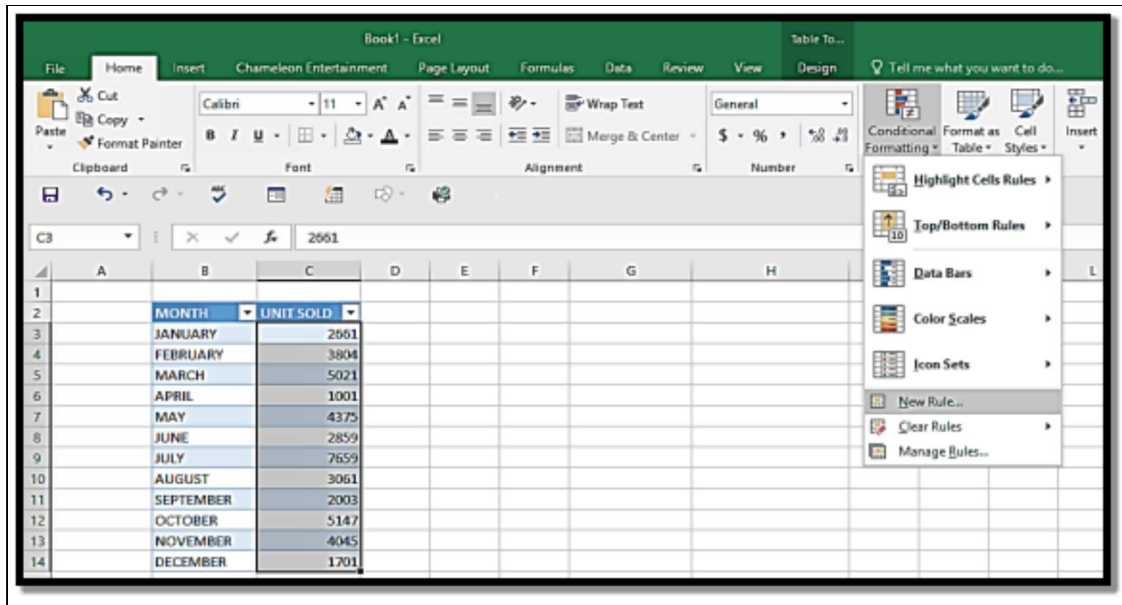 Book1 - Excel
Table To...
File Home Insert Chameleon Entertainment Page Layout Formulas Data Review View Design Tell me what you want to do...
Cut
Copy
Format Painter
Paste
Clipboard
Calibri 11 A A
B I U A
Font
Wrap Text
Merge & Center
Alignment
General
$ % , .00 .0
Number
Conditional Formatting
Format as Table
Cell Styles
Insert
ABC
C3 fx 2661
Highlight Cells Rules
Top/Bottom Rules
10
Data Bars
Color Scales
Icon Sets
New Rule...
Clear Rules
Manage Rules...
A B C D E F G H L
1
2 MONTH UNIT SOLD
3 JANUARY 2661
4 FEBRUARY 3804
5 MARCH 5021
6 APRIL 1001
7 MAY 4375
8 JUNE 2859
9 JULY 7659
10 AUGUST 3061
11 SEPTEMBER 2003
12 OCTOBER 5147
13 NOVEMBER 4045
14 DECEMBER 1701